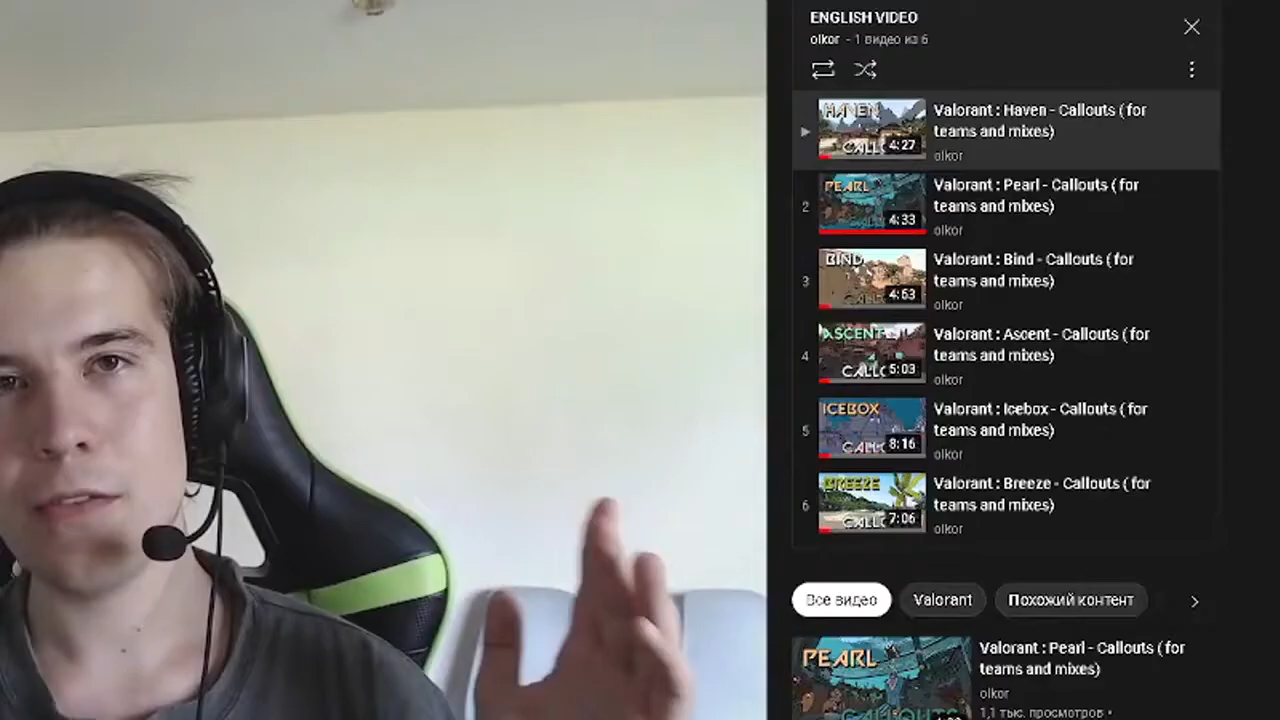 ENGLISH VIDEO
olkor - 1 видео из 6
HAVEN
4:27
Valorant : Haven - Callouts ( for
teams and mixes)
olkor
2
PEARL
4:33
Valorant : Pearl - Callouts ( for
teams and mixes)
olkor
3
BIND
4:53
Valorant : Bind - Callouts ( for
teams and mixes)
olkor
4
ASCENT
5:03
Valorant : Ascent - Callouts ( for
teams and mixes)
olkor
5
ICEBOX
8:16
Valorant : Icebox - Callouts ( for
teams and mixes)
olkor
6
BREEZE
7:06
Valorant : Breeze - Callouts ( for
teams and mixes)
olkor
Все видео
Valorant
Похожий контент
PEARL
CALLOUTS
Valorant : Pearl - Callouts ( for
teams and mixes)
olkor
1,1 тыс. просмотров •